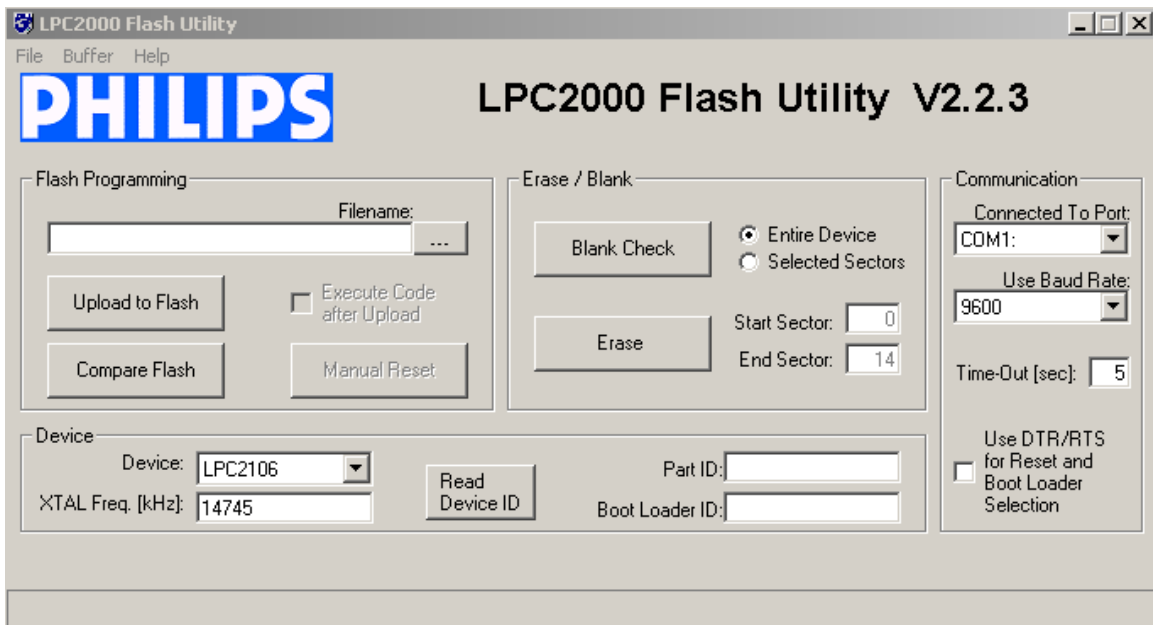 LPC2000 Flash Utility
File Buffer Help
PHILIPS
LPC2000 Flash Utility V2.2.3
Flash Programming
Filename:
...
Upload to Flash
Execute Code
after Upload
Compare Flash
Manual Reset
Erase / Blank
Blank Check
Entire Device
Selected Sectors
Erase
Start Sector: 0
End Sector: 14
Communication
Connected To Port:
COM1:
Use Baud Rate:
9600
Time-Out [sec]: 5
Use DTR/RTS
for Reset and
Boot Loader
Selection
Device
Device: LPC2106
XTAL Freq. [kHz]: 14745
Read
Device ID
Part ID:
Boot Loader ID: